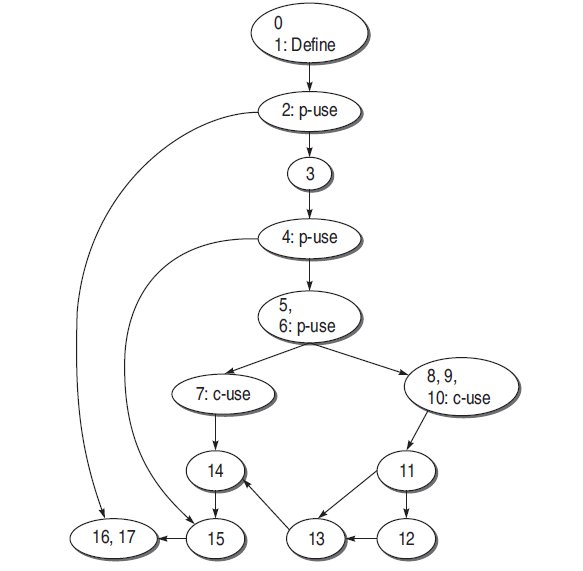 0
1: Define
2: p-use
3
4: p-use
5,
6: p-use
7: c-use
8, 9,
10: c-use
14
11
16, 17
15
13
12